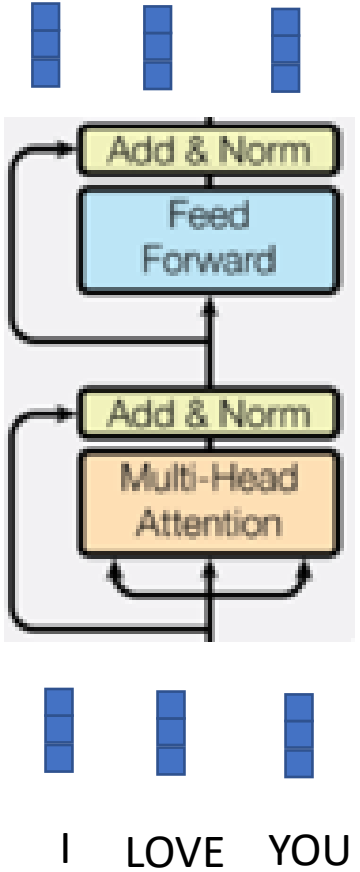 Add & Norm
Feed
Forward
Add & Norm
Multi-Head
Attention
I LOVE YOU